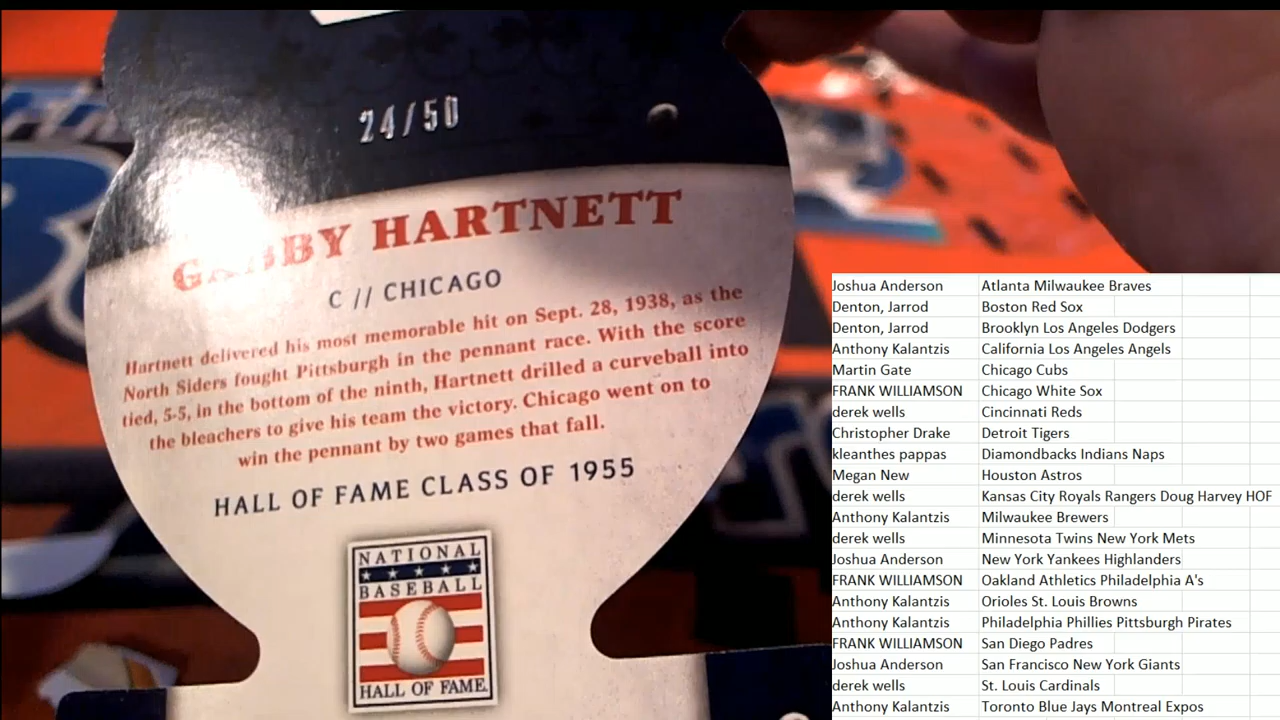 24/50
GABBY HARTNETT
C // CHICAGO
Hartnett delivered his most memorable hit on Sept. 28, 1938, as the
North Siders fought Pittsburgh in the pennant race. With the score
tied, 5-5, in the bottom of the ninth, Hartnett drilled a curveball into
the bleachers to give his team the victory. Chicago went on to
win the pennant by two games that fall.
HALL OF FAME CLASS OF 1955
NATIONAL
BASEBALL
HALL OF FAME
Joshua Anderson Atlanta Milwaukee Braves
Denton, Jarrod Boston Red Sox
Denton, Jarrod Brooklyn Los Angeles Dodgers
Anthony Kalantzis California Los Angeles Angels
Martin Gate Chicago Cubs
FRANK WILLIAMSON Chicago White Sox
derek wells Cincinnati Reds
Christopher Drake Detroit Tigers
kleanthes pappas Diamondbacks Indians Naps
Megan New Houston Astros
derek wells Kansas City Royals Rangers Doug Harvey HOF
Anthony Kalantzis Milwaukee Brewers
derek wells Minnesota Twins New York Mets
Joshua Anderson New York Yankees Highlanders
FRANK WILLIAMSON Oakland Athletics Philadelphia A's
Anthony Kalantzis Orioles St. Louis Browns
Anthony Kalantzis Philadelphia Phillies Pittsburgh Pirates
FRANK WILLIAMSON San Diego Padres
Joshua Anderson San Francisco New York Giants
derek wells St. Louis Cardinals
Anthony Kalantzis Toronto Blue Jays Montreal Expos